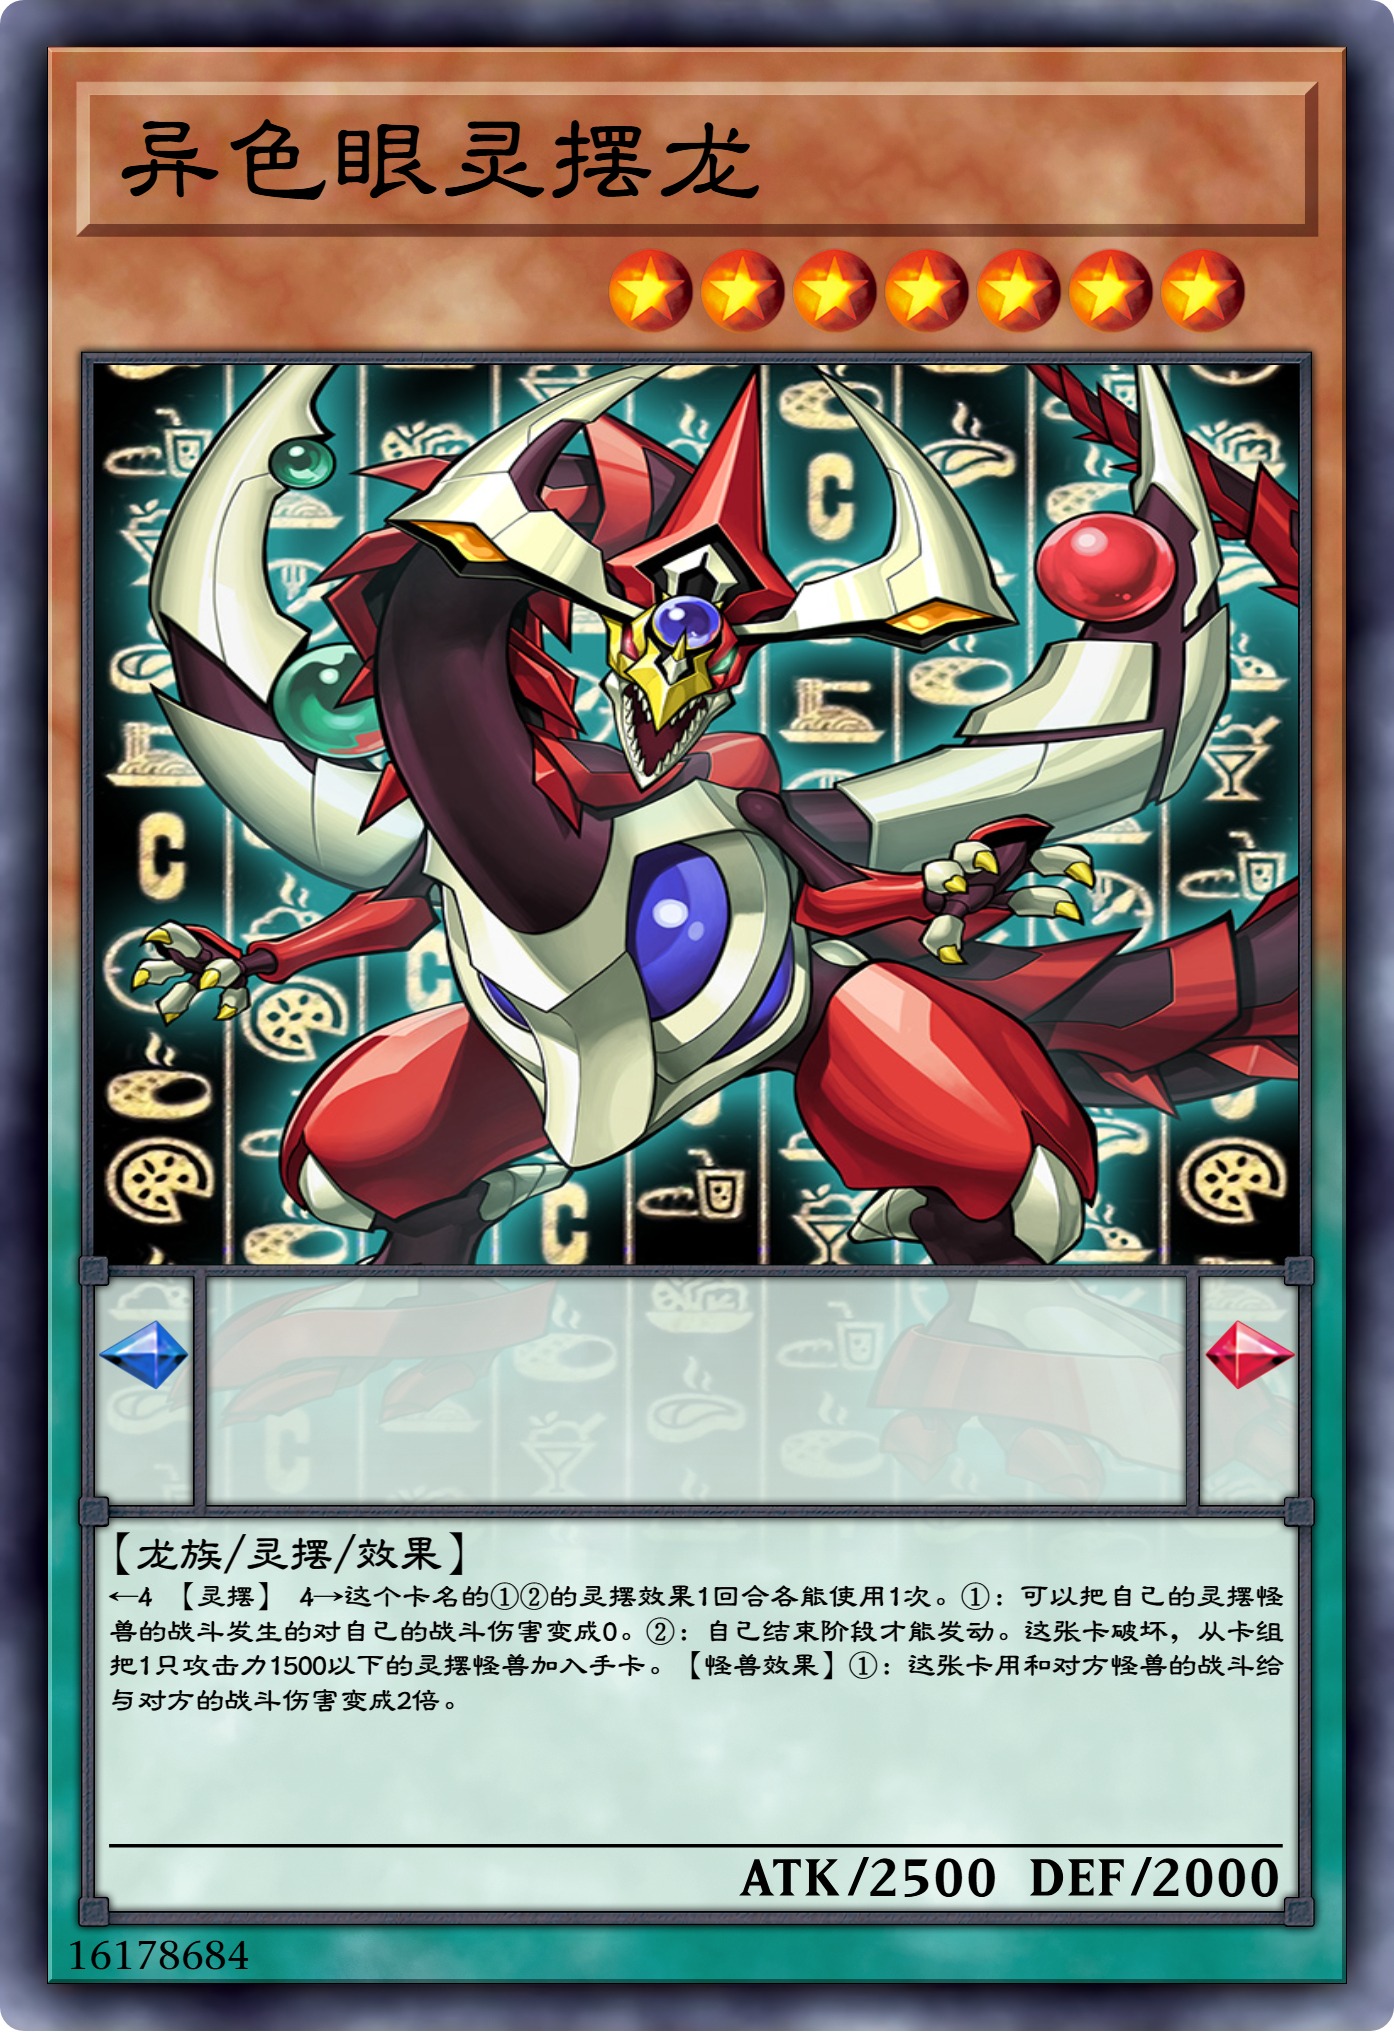 异色眼灵摆龙
【龙族/灵摆/效果】
←4 【灵摆】 4→这个卡名的①②的灵摆效果1回合各能使用1次。①：可以把自己的灵摆怪
兽的战斗发生的对自己的战斗伤害变成0。②：自己结束阶段才能发动。这张卡破坏，从卡组
把1只攻击力1500以下的灵摆怪兽加入手卡。【怪兽效果】①：这张卡用和对方怪兽的战斗给
与对方的战斗伤害变成2倍。
ATK/2500 DEF/2000
16178684